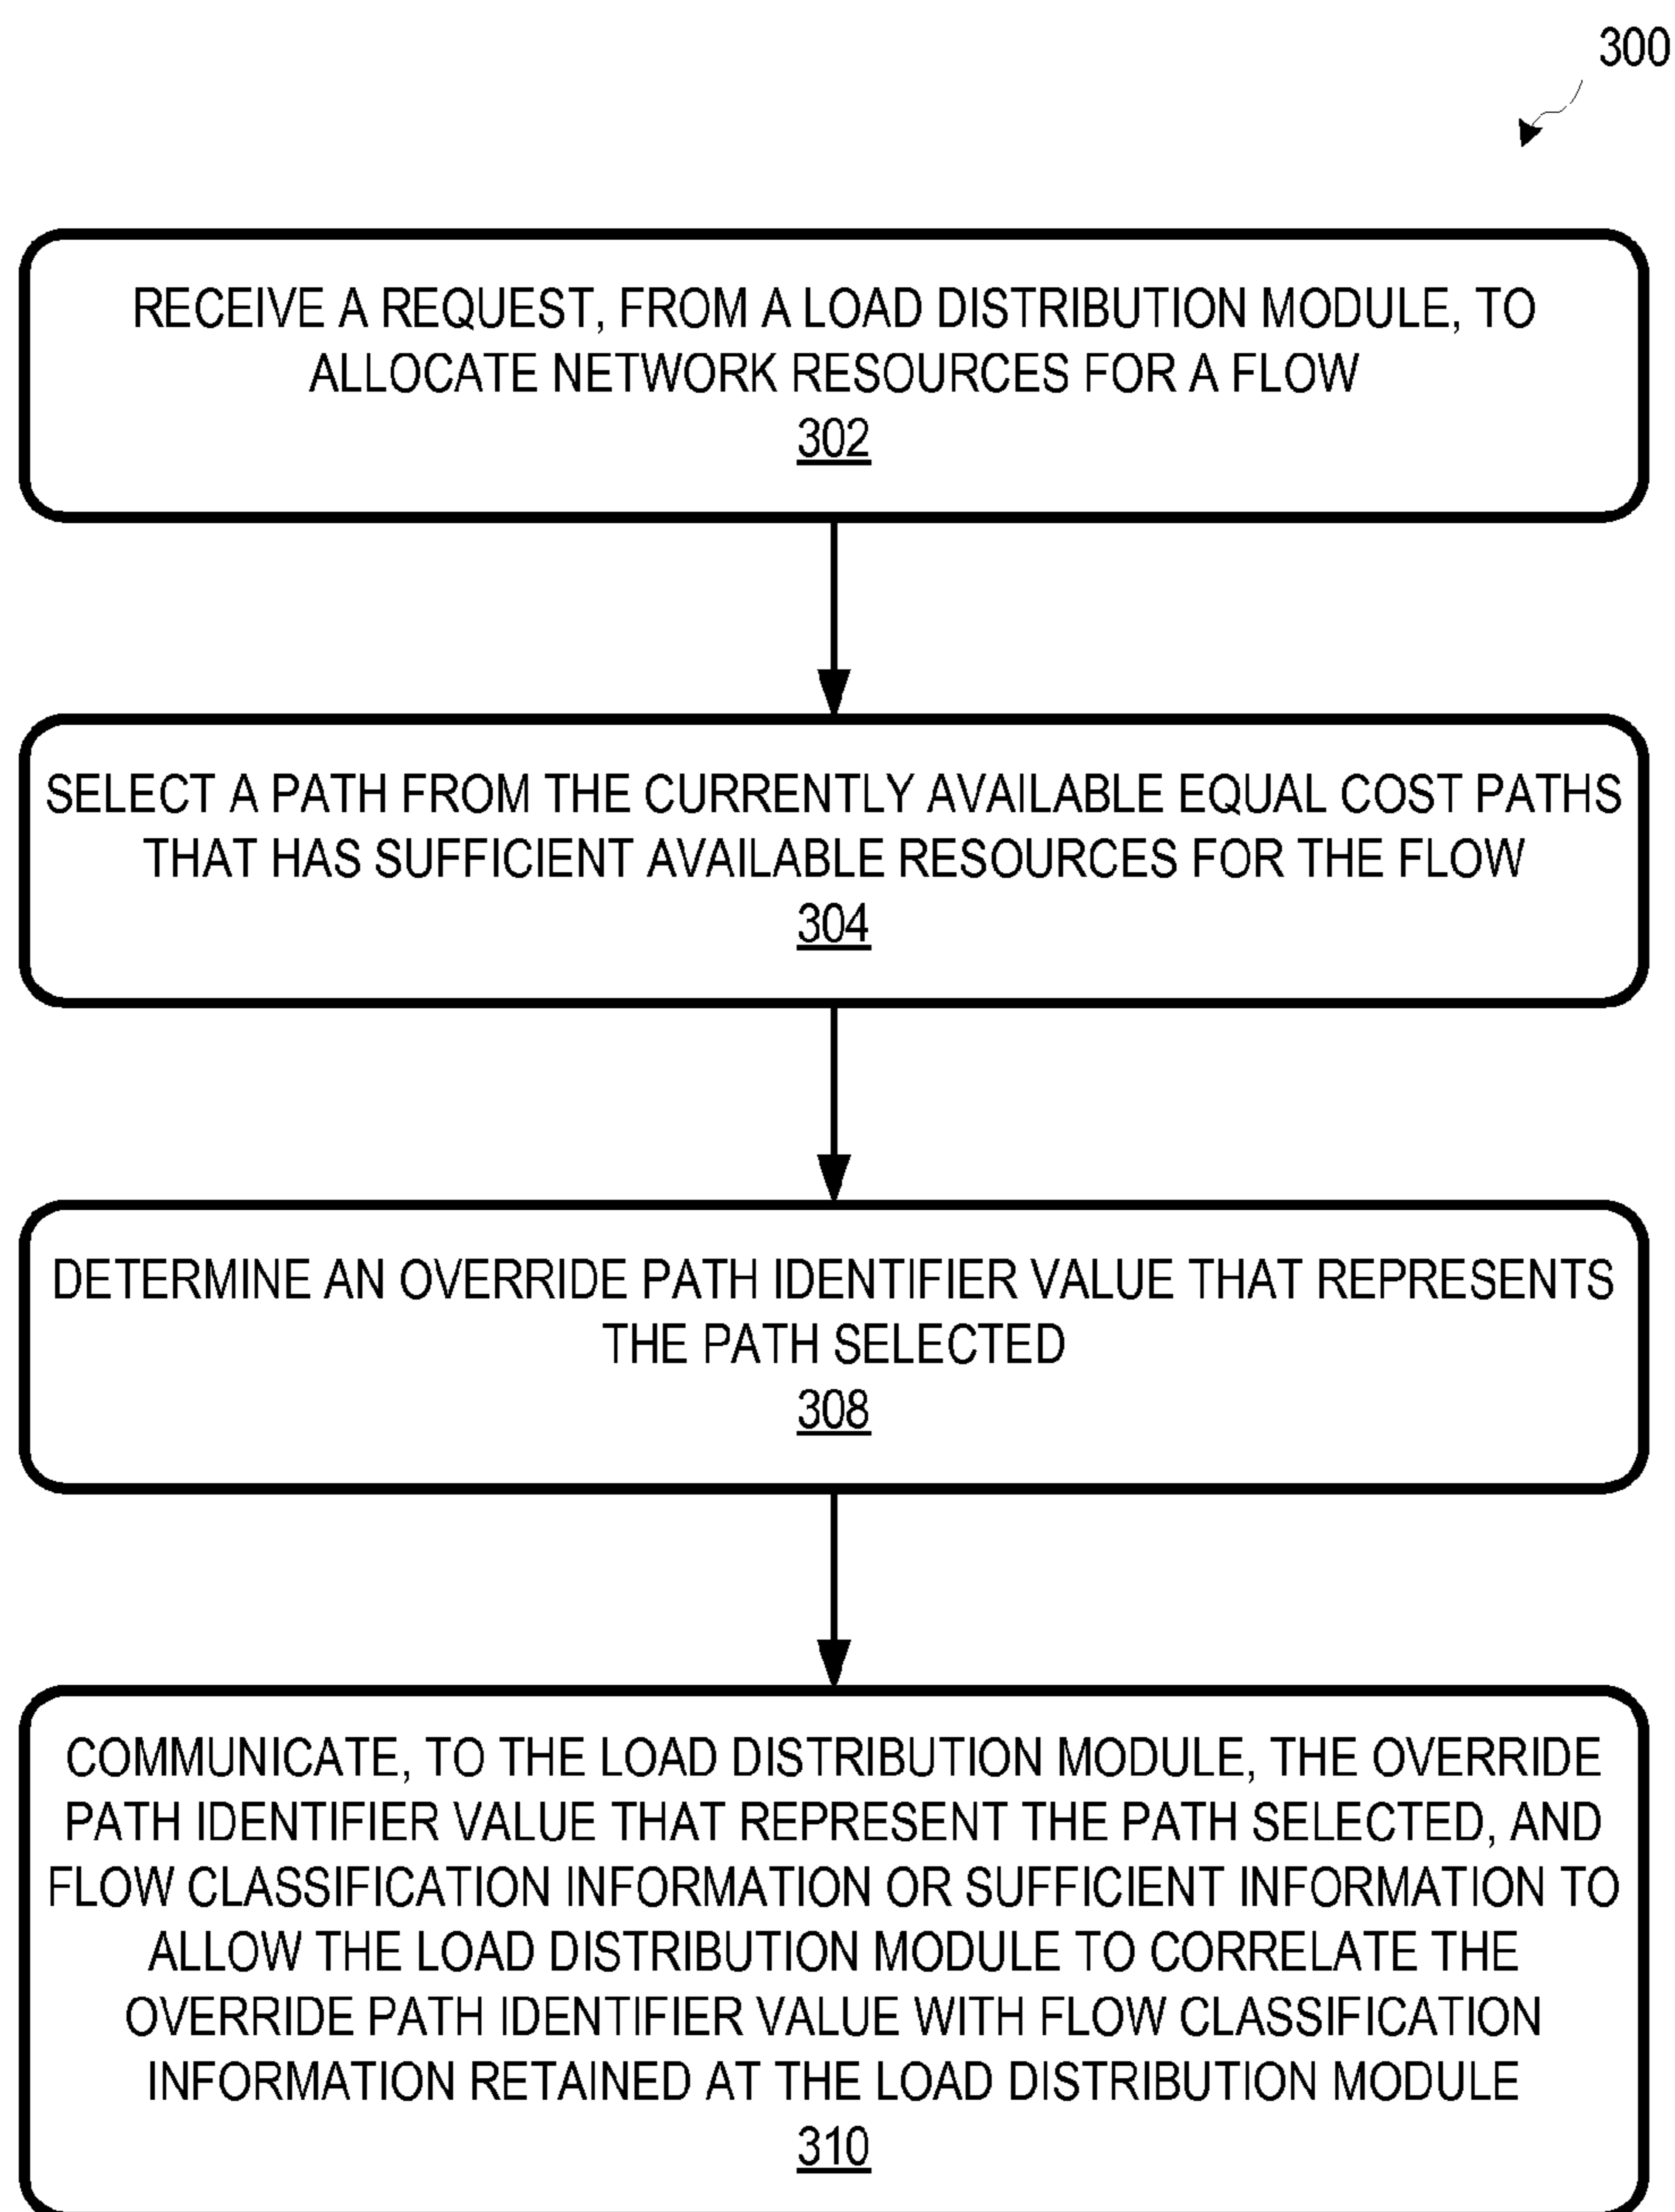 300
RECEIVE A REQUEST, FROM A LOAD DISTRIBUTION MODULE, TO
ALLOCATE NETWORK RESOURCES FOR A FLOW
302
SELECT A PATH FROM THE CURRENTLY AVAILABLE EQUAL COST PATHS
THAT HAS SUFFICIENT AVAILABLE RESOURCES FOR THE FLOW
304
DETERMINE AN OVERRIDE PATH IDENTIFIER VALUE THAT REPRESENTS
THE PATH SELECTED
308
COMMUNICATE, TO THE LOAD DISTRIBUTION MODULE, THE OVERRIDE
PATH IDENTIFIER VALUE THAT REPRESENT THE PATH SELECTED, AND
FLOW CLASSIFICATION INFORMATION OR SUFFICIENT INFORMATION TO
ALLOW THE LOAD DISTRIBUTION MODULE TO CORRELATE THE
OVERRIDE PATH IDENTIFIER VALUE WITH FLOW CLASSIFICATION
INFORMATION RETAINED AT THE LOAD DISTRIBUTION MODULE
310